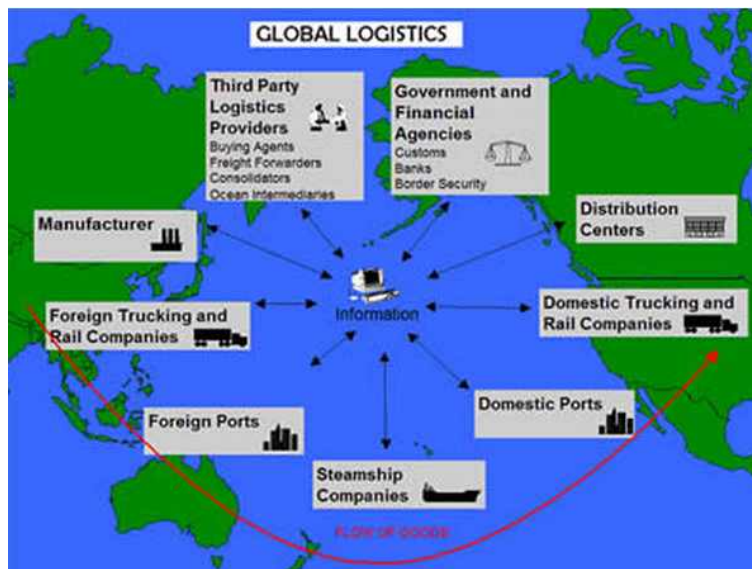 GLOBAL LOGISTICS
Third Party
Logistics
Providers
Buying Agents
Freight Forwarders
Consolidators
Ocean Intermediaries
Government and
Financial
Agencies
Customs
Banks
Border Security
Manufacturer
Distribution
Centers
Information
Foreign Trucking and
Rail Companies
Domestic Trucking and
Rail Companies
Foreign Ports
Domestic Ports
Steamship
Companies
FLOW OF GOODS